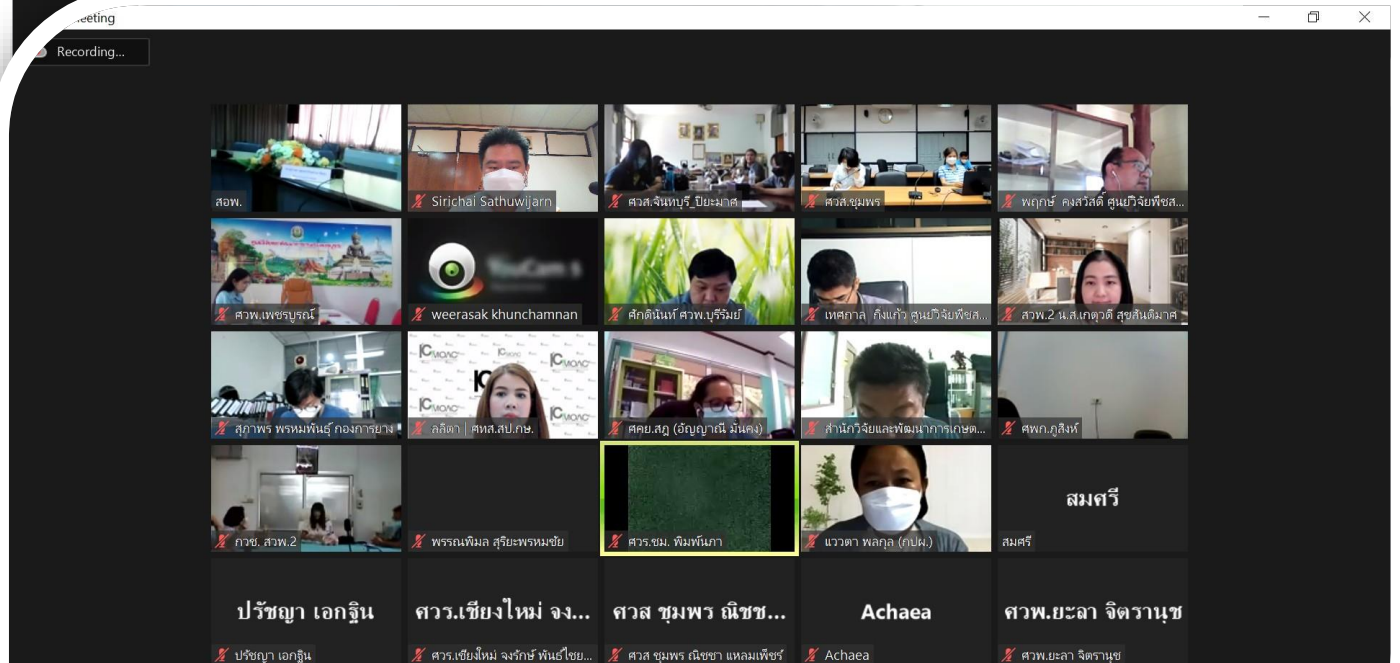 eeting
Recording...
สอพ.
Sirichai Sathuwijarn
ศวส.จันทบุรี_ปิยะมาศ
ศวส.ชุมพร
พฤกษ์ คงสวัสดิ์ ศูนย์วิจัยพืชส...
ศวพ.เพชรบูรณ์
weerasak khunchamnan
ศักดินันท์ ศวพ.บุรีรัมย์
เทศกาล กิ่งแก้ว ศูนย์วิจัยพืชส...
สวพ.2 น.ส.เกตุวดี สุขสันติมาศ
สุภาพร พรหมพันธุ์ กองการยาง
ICMOAC
ลลิตา | ศทส.สป.กษ.
ศคย.สฎ (อัญญาณี มั่นคง)
สำนักวิจัยและพัฒนาการเกษต...
ศพก.ภูสิงห์
กวช. สวพ.2
พรรณพิมล สุริยะพรหมชัย
ศวร.ชม. พิมพ์นภา
แววตา พลกุล (กปผ.)
สมศรี
สมศรี
ปรัชญา เอกฐิน
ศวร.เชียงใหม่ จง...
ศวส ชุมพร ณิชช...
Achaea
ศวพ.ยะลา จิตรานุช
ปรัชญา เอกฐิน
ศวร.เชียงใหม่ จงรักษ์ พันธ์ไชย...
ศวส ชุมพร ณิชชา แหลมเพ็ชร์
Achaea
ศวพ.ยะลา จิตรานุช